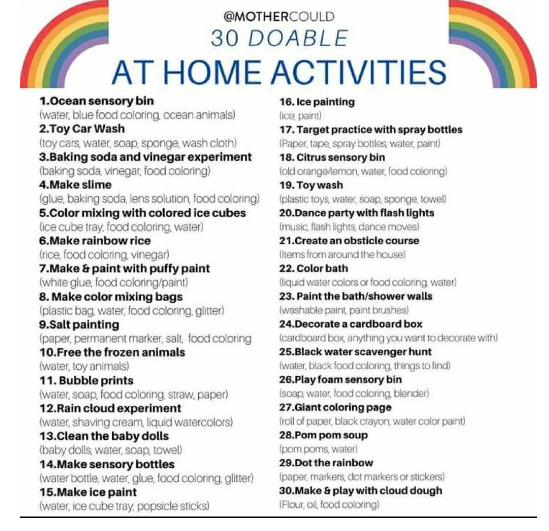 @MOTHERCOULD
30 DOABLE
AT HOME ACTIVITIES
1.Ocean sensory bin
(water, blue food coloring, ocean animals)
2.Toy Car Wash
(toy cars, water, soap, sponge, wash cloth)
3.Baking soda and vinegar experiment
(baking soda, vinegar, food coloring)
4.Make slime
(glue, baking soda, lens solution, food coloring)
5.Color mixing with colored ice cubes
(ice cube tray, food coloring, water)
6.Make rainbow rice
(rice, food coloring, vinegar)
7.Make & paint with puffy paint
(white glue, food coloring/paint)
8. Make color mixing bags
(plastic bag, water, food coloring, glitter)
9.Salt painting
(paper, permanent marker, salt, food coloring
10.Free the frozen animals
(water, toy animals)
11. Bubble prints
(water, soap, food coloring, straw, paper)
12.Rain cloud experiment
(water, shaving cream, liquid watercolors)
13.Clean the baby dolls
(baby dolls, water, soap, towel)
14.Make sensory bottles
(water bottle, water, glue, food coloring, glitter)
15.Make ice paint
(water, ice cube tray, popsicle sticks)
16. Ice painting
(ice, paint)
17. Target practice with spray bottles
(Paper, tape, spray bottles, water, paint)
18. Citrus sensory bin
(old orange/lemon, water, food coloring)
19. Toy wash
(plastic toys, water, soap, sponge, towel)
20.Dance party with flash lights
(music, flash lights, dance moves)
21.Create an obsticle course
(Items from around the house)
22. Color bath
(liquid water colors or food coloring, water)
23. Paint the bath/shower walls
(washable paint, paint brushes)
24.Decorate a cardboard box
(cardboard box, anything you want to decorate with)
25.Black water scavenger hunt
(water, black food coloring, things to find)
26.Play foam sensory bin
(soap, water, food coloring, blender)
27.Giant coloring page
(roll of paper, black crayon, water color paint)
28.Pom pom soup
(pom poms, water)
29.Dot the rainbow
(paper, markers, dot markers or stickers)
30.Make & play with cloud dough
(Flour, oil, food coloring)